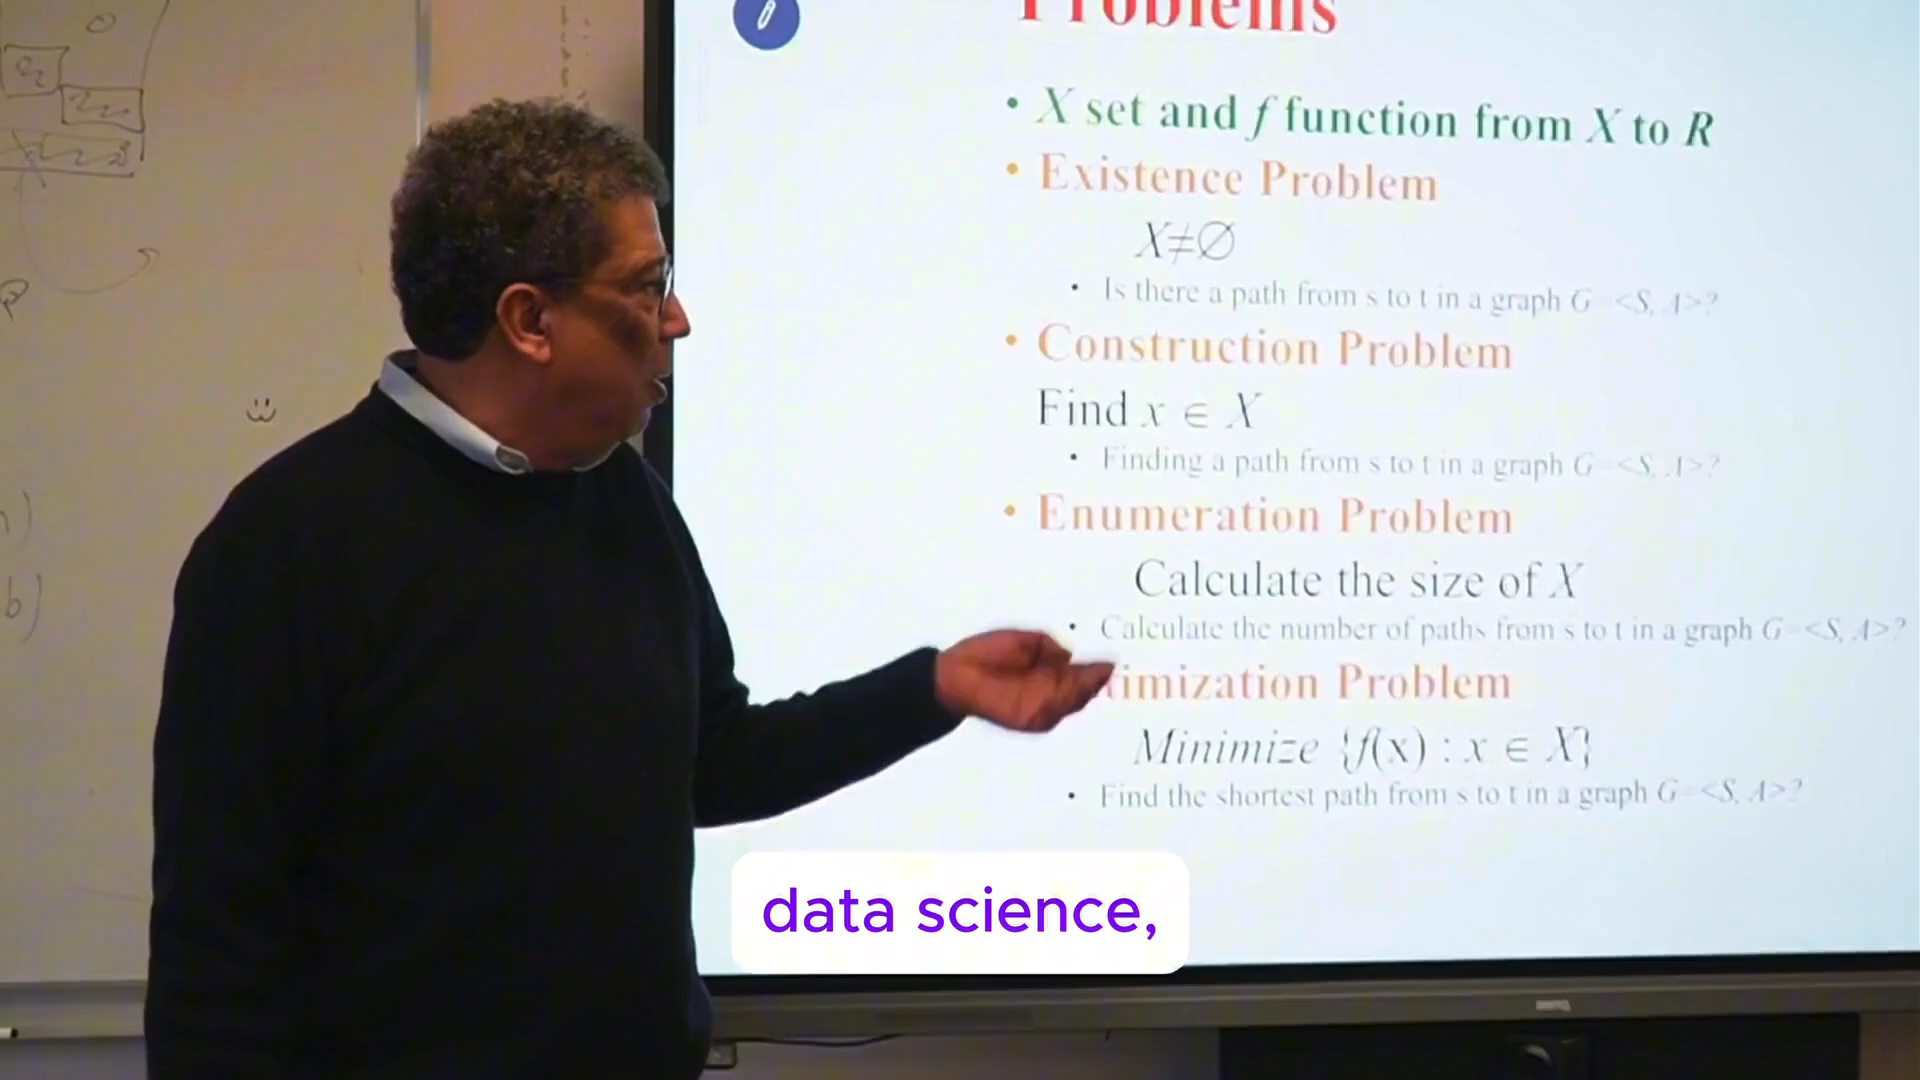 Problems
• X set and f function from X to R
• Existence Problem
X≠∅
• Is there a path from s to t in a graph G=<S, A>?
• Construction Problem
Find x ∈ X
• Finding a path from s to t in a graph G=<S, A>?
• Enumeration Problem
Calculate the size of X
• Calculate the number of paths from s to t in a graph G=<S, A>?
timization Problem
Minimize {f(x) : x ∈ X}
• Find the shortest path from s to t in a graph G=<S, A>?
data science,
b)